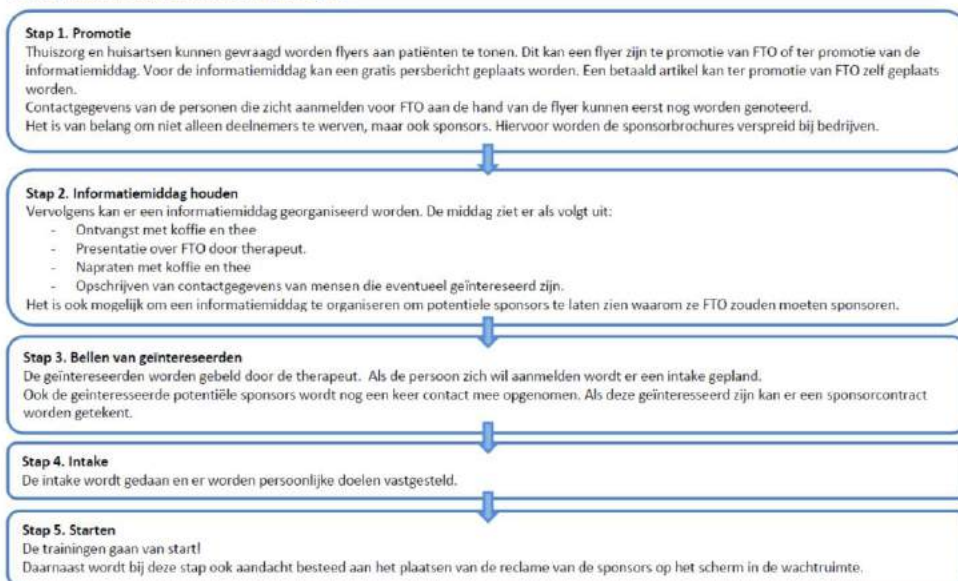 Stap 1. Promotie
Thuiszorg en huisartsen kunnen gevraagd worden flyers aan patiënten te tonen. Dit kan een flyer zijn te promotie van FTO of ter promotie van de
informatiemiddag. Voor de informatiemiddag kan een gratis persbericht geplaats worden. Een betaald artikel kan ter promotie van FTO zelf geplaats
worden.
Contactgegevens van de personen die zicht aanmelden voor FTO aan de hand van de flyer kunnen eerst nog worden genoteerd.
Het is van belang om niet alleen deelnemers te werven, maar ook sponsors. Hiervoor worden de sponsorbrochures verspreid bij bedrijven.
Stap 2. Informatiemiddag houden
Vervolgens kan er een informatiemiddag georganiseerd worden. De middag ziet er als volgt uit:
- Ontvangst met koffie en thee
- Presentatie over FTO door therapeut.
- Napraten met koffie en thee
- Opschrijven van contactgegevens van mensen die eventueel geïntereseerd zijn.
Het is ook mogelijk om een informatiemiddag te organiseren om potentiele sponsors te laten zien waarom ze FTO zouden moeten sponsoren.
Stap 3. Bellen van geïntereseerden
De geïntereseerden worden gebeld door de therapeut. Als de persoon zich wil aanmelden wordt er een intake gepland.
Ook de geinteresseerde potentiële sponsors wordt nog een keer contact mee opgenomen. Als deze geïnteresseerd zijn kan er een sponsorcontract
worden getekent.
Stap 4. Intake
De intake wordt gedaan en er worden persoonlijke doelen vastgesteld.
Stap 5. Starten
De trainingen gaan van start!
Daarnaast wordt bij deze stap ook aandacht besteed aan het plaatsen van de reclame van de sponsors op het scherm in de wachtruimte.